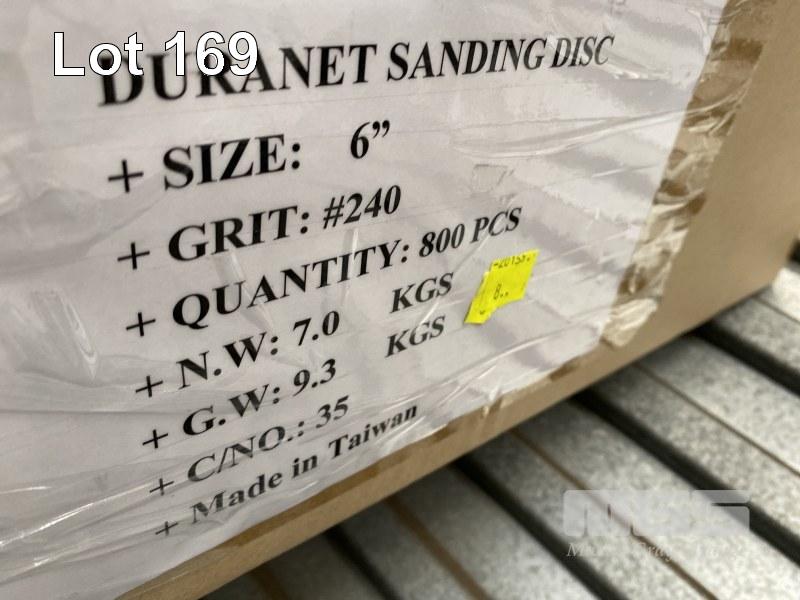 Lot 169
DURANET SANDING DISC
+ SIZE: 6”
+ GRIT: #240
+ QUANTITY: 800 PCS
+ N.W: 7.0 KGS
+ G.W: 9.3 KGS
+ C/NO.: 35
+ Made in Taiwan